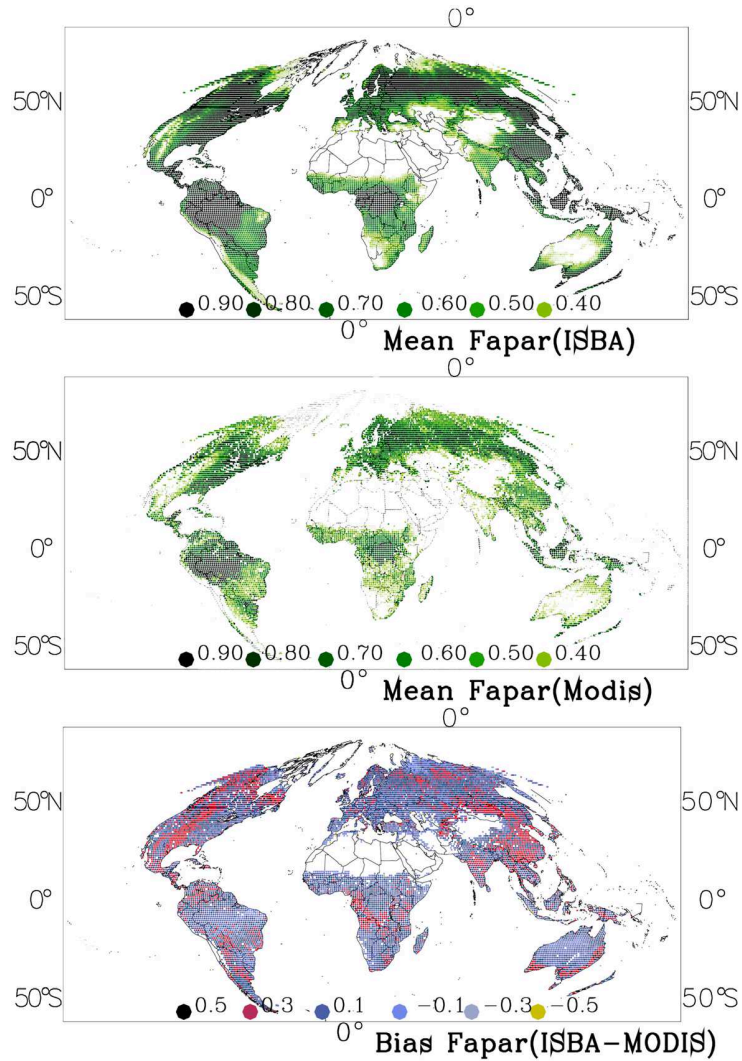 0°
50°N 50°N
0° 0°
50°S 50°S
0.90 0.80 0.70 0.60 0.50 0.40
0°
Mean Fapar(ISBA)
0°
50°N 50°N
0° 0°
50°S 50°S
0.90 0.80 0.70 0.60 0.50 0.40
0°
Mean Fapar(Modis)
0°
50°N 50°N
0° 0°
50°S 50°S
0.5 0.3 0.1 −0.1 −0.3 −0.5
0°
Bias Fapar(ISBA-MODIS)